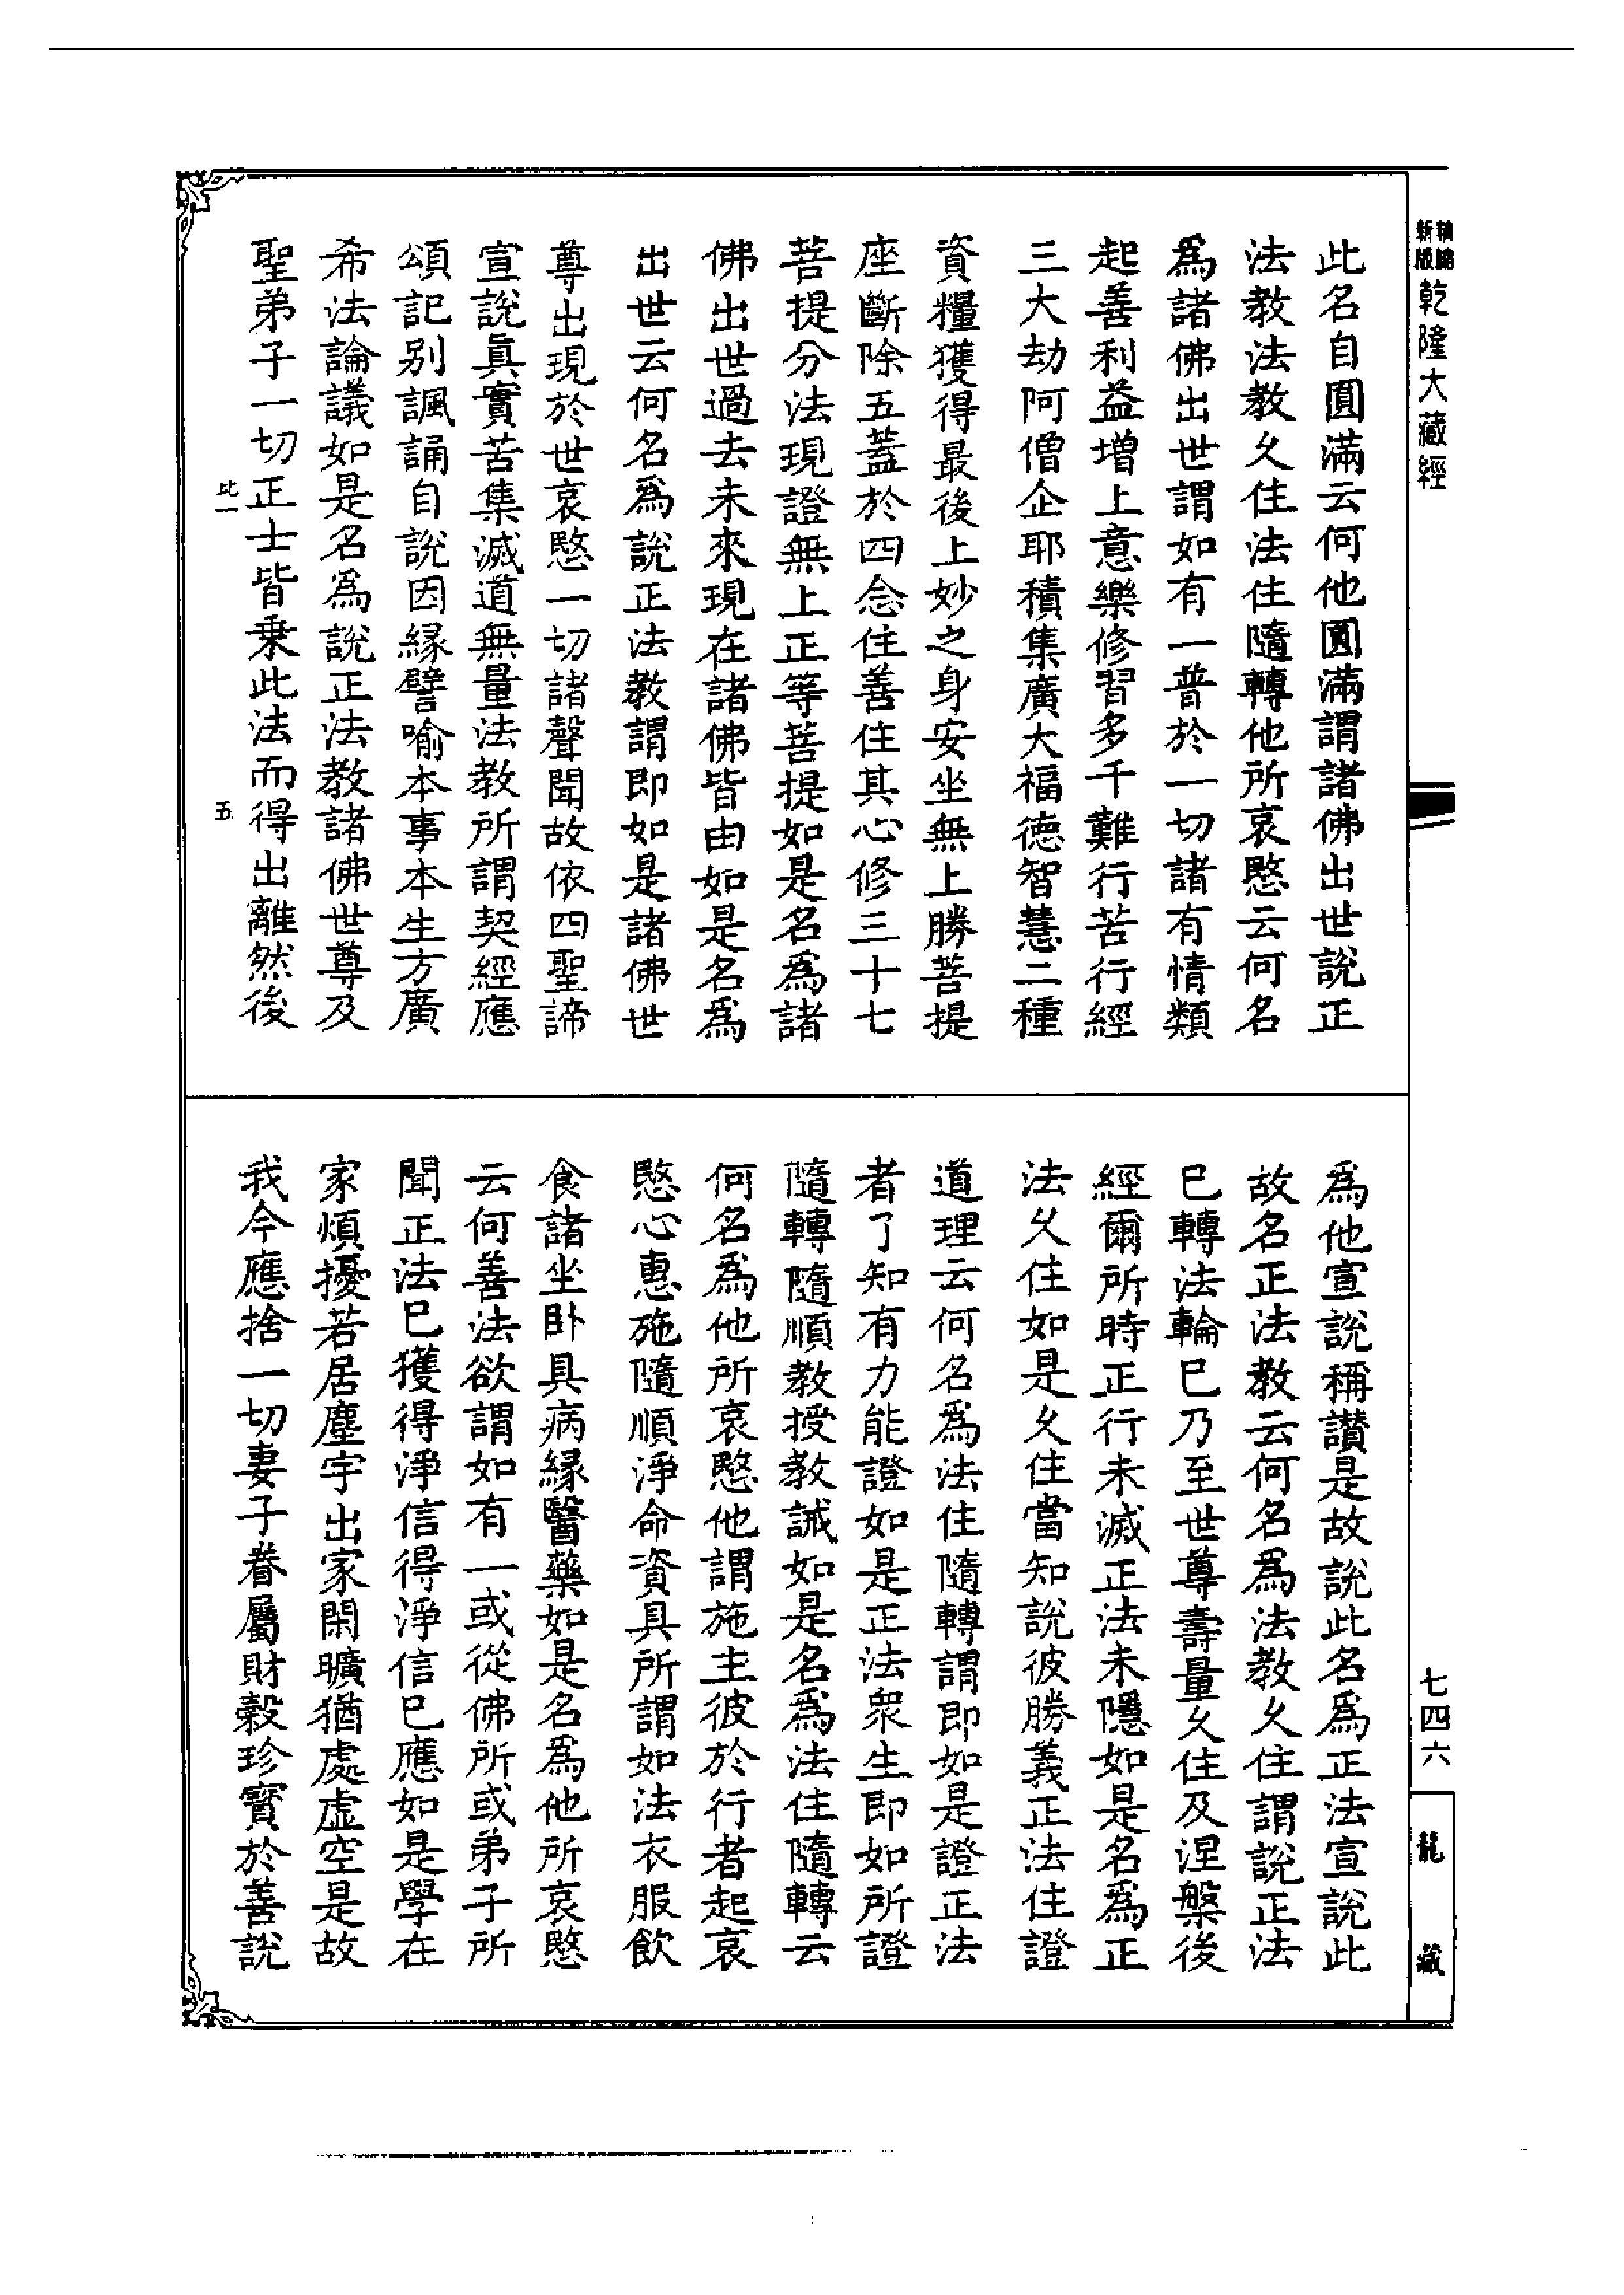 新版
精縮
乾隆大藏經
七四六
龍藏
此名自圓滿云何他圓滿謂諸佛出世說正
法教法教久住法住隨轉他所哀愍云何名
爲諸佛出世謂如有一普於一切諸有情類
起善利益增上意樂修習多千難行苦行經
三大劫阿僧企耶積集廣大福德智慧二種
資糧獲得最後上妙之身安坐無上勝菩提
座斷除五蓋於四念住善住其心修三十七
菩提分法現證無上正等菩提如是名爲諸
佛出世過去未來現在諸佛皆由如是名爲
出世云何名爲說正法教謂即如是諸佛世
尊出現於世哀愍一切諸聲聞故依四聖諦
宣說眞實苦集滅道無量法教所謂契經應
頌記别諷誦自說因緣譬喻本事本生方廣
希法論議如是名爲說正法教諸佛世尊及
聖弟子一切正士皆乗此法而得出離然後
此一
五
爲他宣說稱讃是故說此名爲正法宣說此
故名正法教云何名爲法教久住謂說正法
已轉法輪已乃至世尊壽量久住及涅槃後
經爾所時正行未滅正法未隱如是名爲正
法久住如是久住當知說彼勝義正法住證
道理云何名爲法住隨轉謂即如是證正法
者了知有力能證如是正法衆生即如所證
隨轉隨順教授教誡如是名爲法住隨轉云
何名爲他所哀愍他謂施主彼於行者起哀
愍心惠施隨順淨命資具所謂如法衣服飲
食諸坐臥具病緣醫藥如是名爲他所哀愍
云何善法欲謂如有一或從佛所或弟子所
聞正法已獲得淨信得淨信已應如是學在
家煩擾若居塵宇出家閑曠猶處虛空是故
我今應捨一切妻子眷屬財穀珍寶於善說